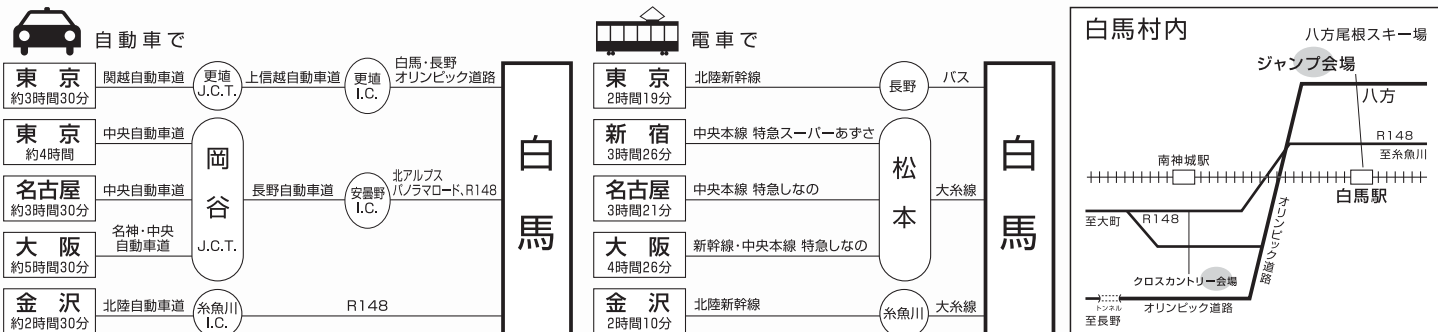 自動車で
東京
約3時間30分
関越自動車道
更埴
J.C.T.
上信越自動車道
更埴
I.C.
白馬・長野
オリンピック道路
東京
約4時間
中央自動車道
名古屋
約3時間30分
中央自動車道
大阪
約5時間30分
名神・中央
自動車道
岡谷
J.C.T.
長野自動車道
安曇野
I.C.
北アルプス
パノラマロード、R148
金沢
約2時間30分
北陸自動車道
糸魚川
I.C.
R148
白馬
電車で
東京
2時間19分
北陸新幹線
長野
バス
新宿
3時間26分
中央本線 特急スーパーあずさ
名古屋
3時間21分
中央本線 特急しなの
大阪
4時間26分
新幹線・中央本線 特急しなの
松本
大糸線
金沢
2時間10分
北陸新幹線
糸魚川
大糸線
白馬
白馬村内
八方尾根スキー場
ジャンプ会場
八方
R148
至糸魚川
南神城駅
白馬駅
至大町
R148
オリンピック道路
クロスカントリー会場
トンネル
オリンピック道路
至長野